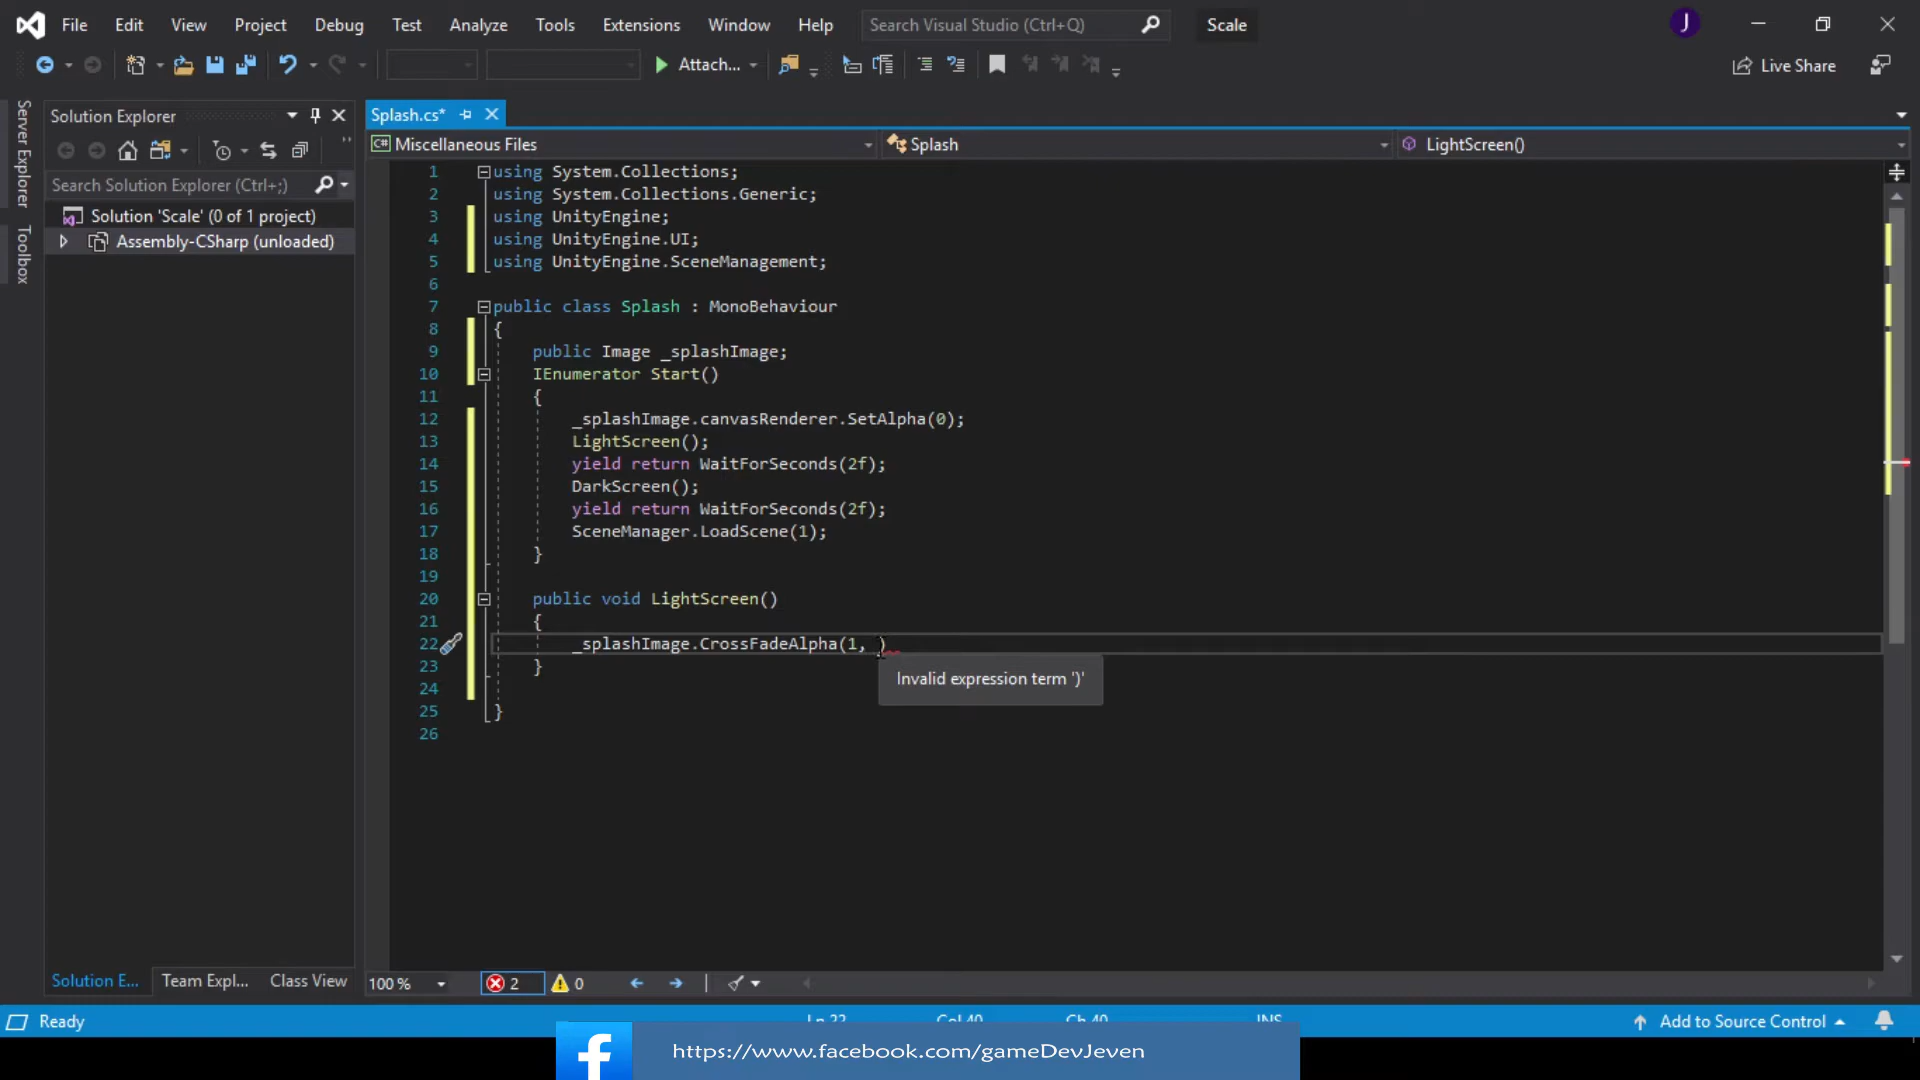 File Edit View Project Debug Test Analyze Tools Extensions Window Help Search Visual Studio (Ctrl+Q) Scale J
Attach... Live Share
Server Explorer
Toolbox
Solution Explorer
Search Solution Explorer (Ctrl+;)
Solution 'Scale' (0 of 1 project)
Assembly-CSharp (unloaded)
Splash.cs*
C# Miscellaneous Files Splash LightScreen()
1 using System.Collections;
2 using System.Collections.Generic;
3 using UnityEngine;
4 using UnityEngine.UI;
5 using UnityEngine.SceneManagement;
6
7 public class Splash : MonoBehaviour
8 {
9 public Image _splashImage;
10 IEnumerator Start()
11 {
12 _splashImage.canvasRenderer.SetAlpha(0);
13 LightScreen();
14 yield return WaitForSeconds(2f);
15 DarkScreen();
16 yield return WaitForSeconds(2f);
17 SceneManager.LoadScene(1);
18 }
19
20 public void LightScreen()
21 {
22 _splashImage.CrossFadeAlpha(1, )
23 }
24
25 }
26
Invalid expression term ')'
Solution E... Team Expl... Class View
100 % 2 0
Ready Ln 22 Col 40 Ch 40 INS Add to Source Control
f https://www.facebook.com/gameDevJeven